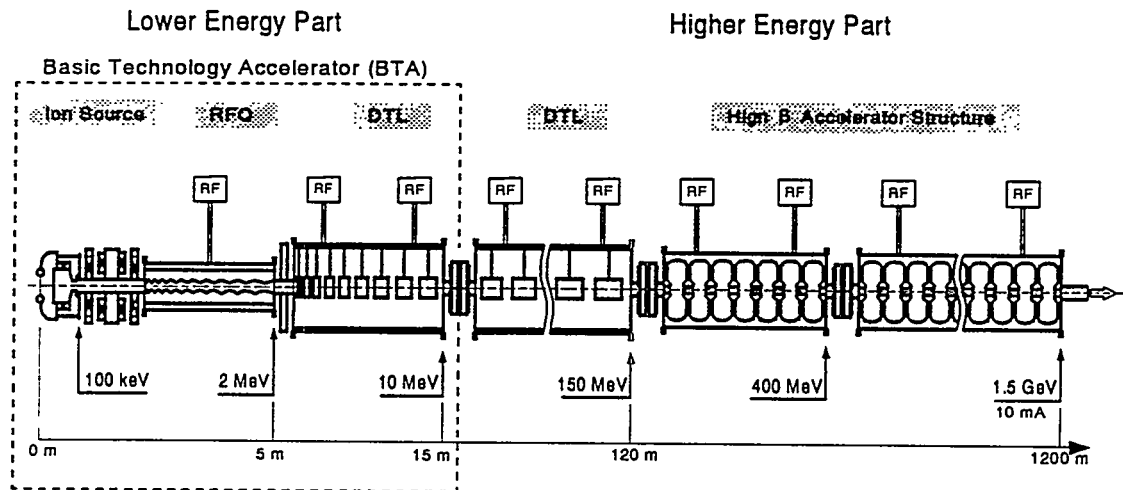 Lower Energy Part
Higher Energy Part
Basic Technology Accelerator (BTA)
Ion Source
RFQ
DTL
DTL
Hign β Accelerator Structure
RF
RF
RF
RF
RF
RF
RF
RF
RF
100 keV
2 MeV
10 MeV
150 MeV
400 MeV
1.5 GeV
10 mA
0 m
5 m
15 m
120 m
1200 m